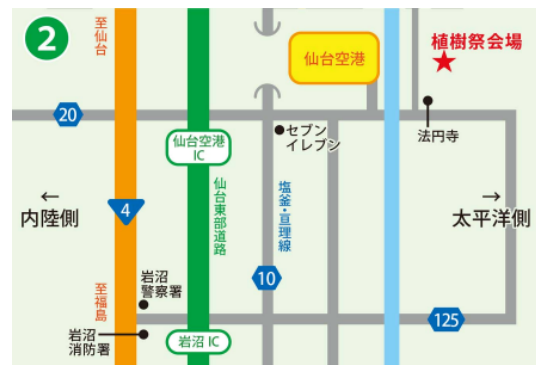 2
至仙台
仙台空港
植樹祭会場
20
セブン
イレブン
法円寺
仙台空港
IC
←
内陸側
4
仙台東部道路
塩釜・亘理線
→
太平洋側
10
至福島
岩沼
警察署
125
岩沼
消防署
岩沼 IC